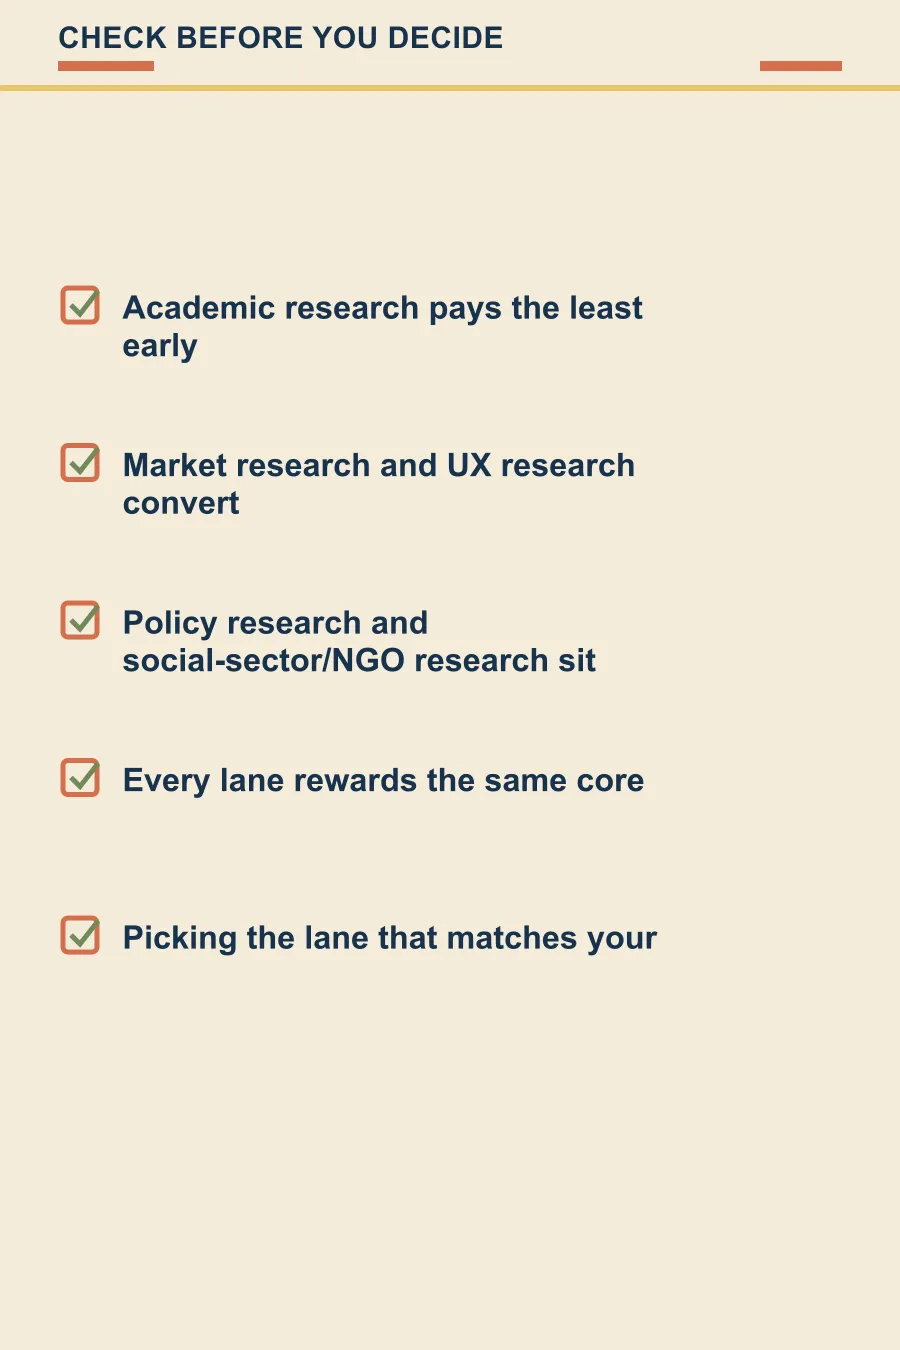 CHECK BEFORE YOU DECIDE
Academic research pays the least
early
Market research and UX research
convert
Policy research and
social-sector/NGO research sit
Every lane rewards the same core
Picking the lane that matches your